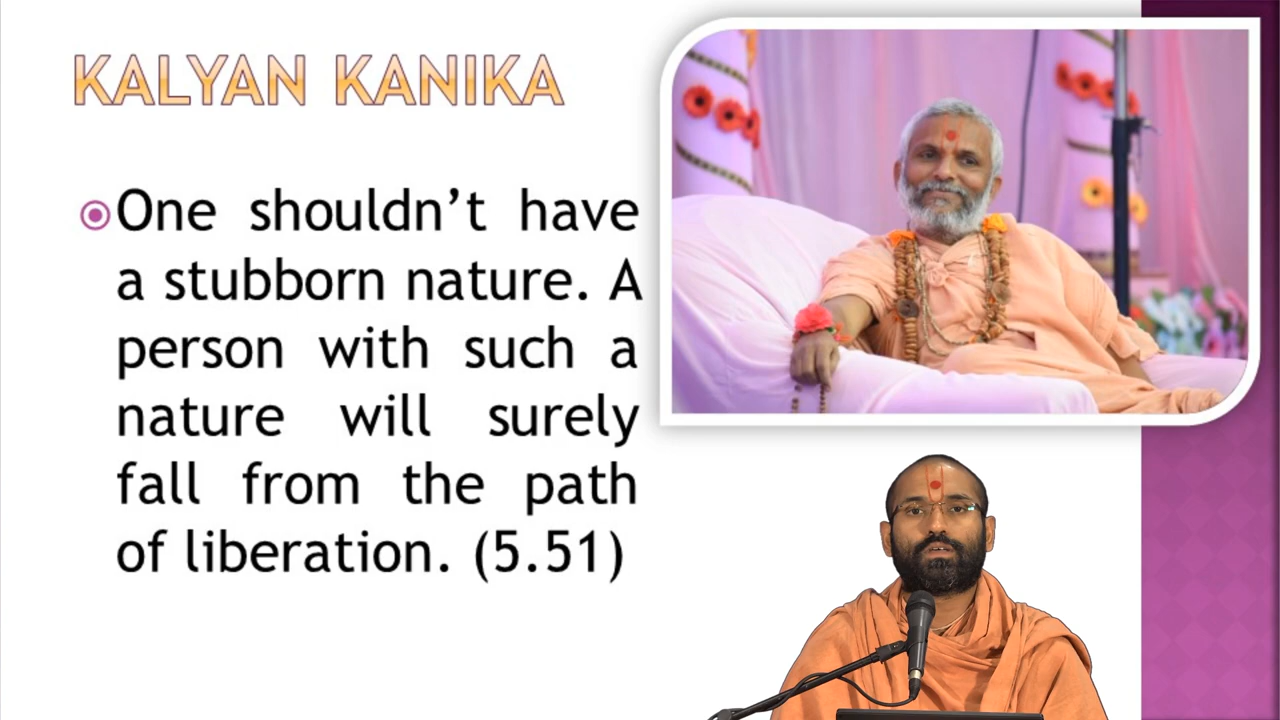 KALYAN KANIKA
One shouldn’t have
a stubborn nature. A
person with such a
nature will surely
fall from the path
of liberation. (5.51)